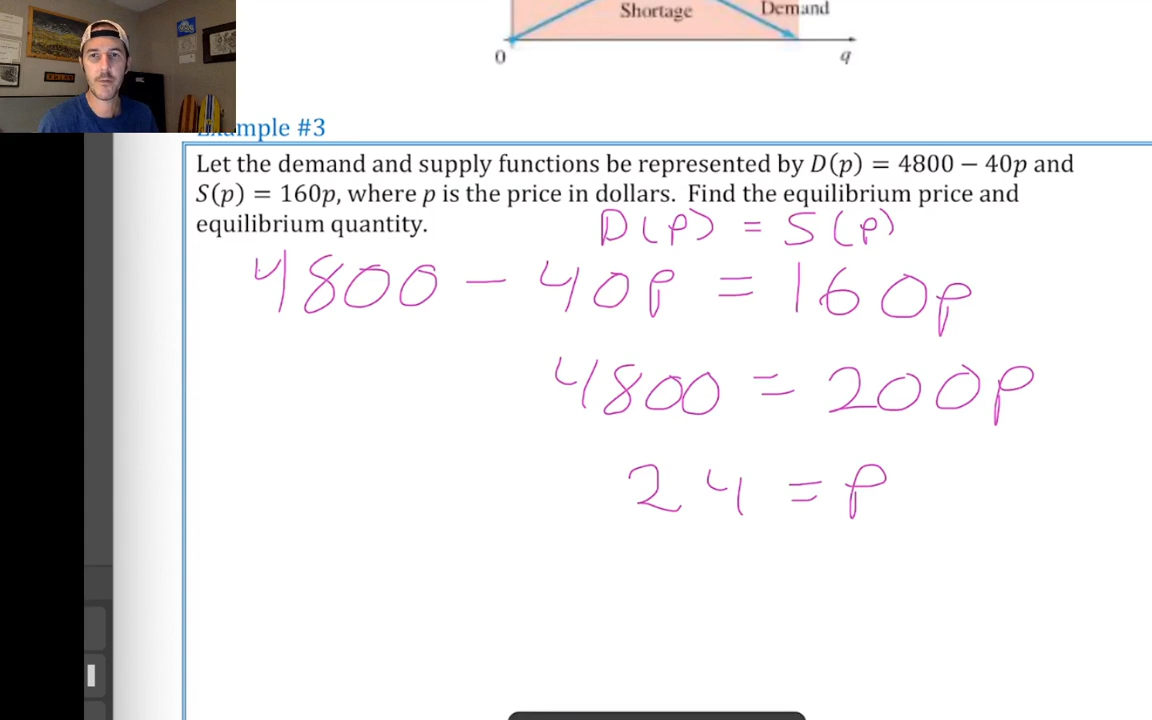 Shortage
Demand
0
q
Example #3
Let the demand and supply functions be represented by D(p) = 4800 − 40p and
S(p) = 160p, where p is the price in dollars. Find the equilibrium price and
equilibrium quantity.
D(p) = S(p)
4800 − 40p = 160p
4800 = 200p
24 = p